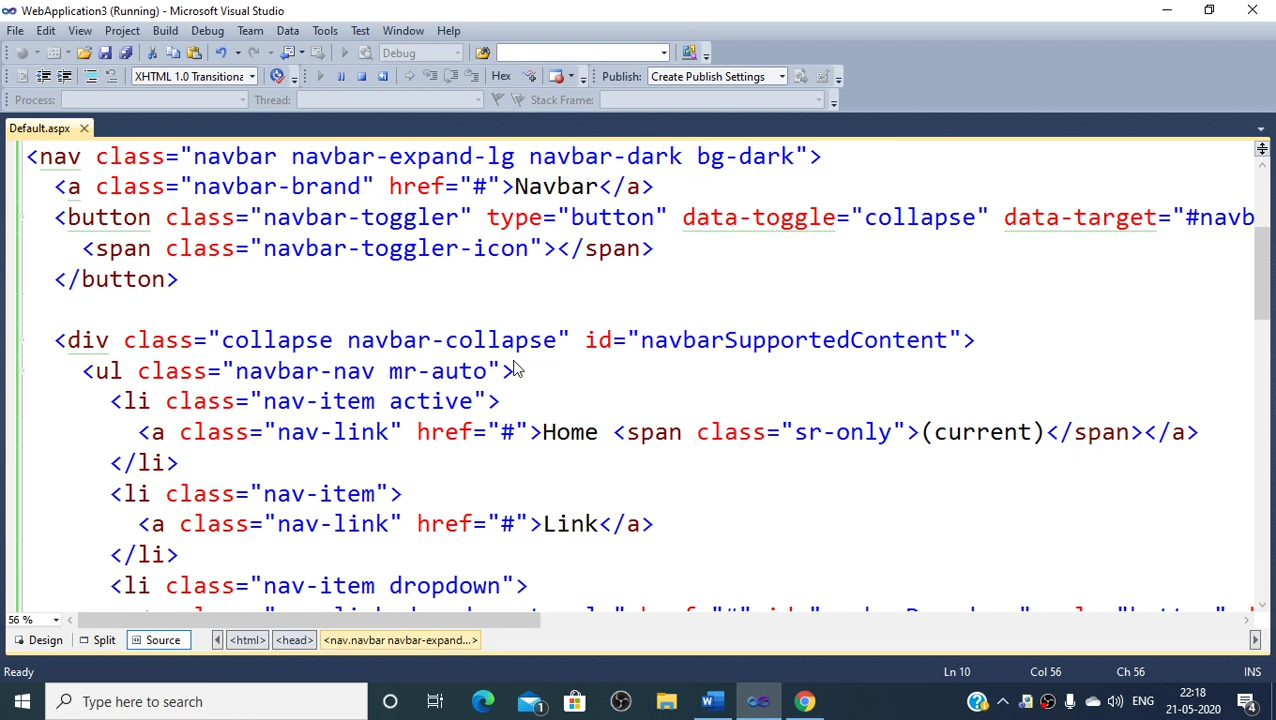 WebApplication3 (Running) - Microsoft Visual Studio
File Edit View Project Build Debug Team Data Tools Test Window Help
Debug
XHTML 1.0 Transitiona Hex Publish: Create Publish Settings
Process: Thread: Stack Frame:
Default.aspx
<nav class="navbar navbar-expand-lg navbar-dark bg-dark">
<a class="navbar-brand" href="#">Navbar</a>
<button class="navbar-toggler" type="button" data-toggle="collapse" data-target="#navb
<span class="navbar-toggler-icon"></span>
</button>
<div class="collapse navbar-collapse" id="navbarSupportedContent">
<ul class="navbar-nav mr-auto">
<li class="nav-item active">
<a class="nav-link" href="#">Home <span class="sr-only">(current)</span></a>
</li>
<li class="nav-item">
<a class="nav-link" href="#">Link</a>
</li>
<li class="nav-item dropdown">
56 %
Design Split Source <html> <head> <nav.navbar navbar-expand...>
Ready Ln 10 Col 56 Ch 56 INS
Type here to search 1 ENG 22:18
21-05-2020 4